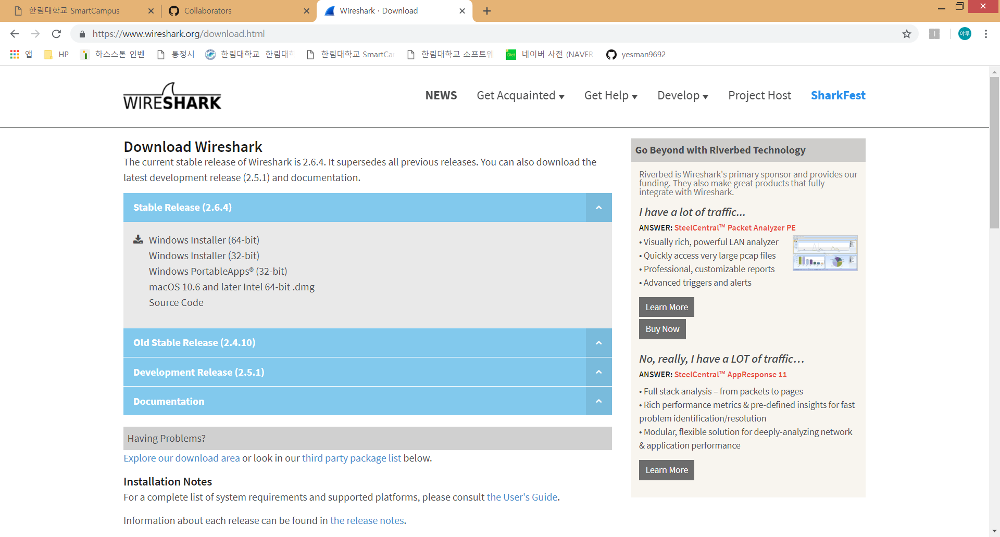 한림대학교 SmartCampus
Collaborators
Wireshark · Download
https://www.wireshark.org/download.html
야루
앱
HP
하스스톤 인벤
통정시
한림대학교 한림대학
한림대학교 SmartCa
한림대학교 소프트웨
Dict
네이버 사전 (NAVER
yesman9692
WIRESHARK
NEWS
Get Acquainted
Get Help
Develop
Project Host
SharkFest
Download Wireshark
The current stable release of Wireshark is 2.6.4. It supersedes all previous releases. You can also download the
latest development release (2.5.1) and documentation.
Stable Release (2.6.4)
Windows Installer (64-bit)
Windows Installer (32-bit)
Windows PortableApps® (32-bit)
macOS 10.6 and later Intel 64-bit .dmg
Source Code
Old Stable Release (2.4.10)
Development Release (2.5.1)
Documentation
Having Problems?
Explore our download area or look in our third party package list below.
Installation Notes
For a complete list of system requirements and supported platforms, please consult the User's Guide.
Information about each release can be found in the release notes.
Go Beyond with Riverbed Technology
Riverbed is Wireshark's primary sponsor and provides our
funding. They also make great products that fully
integrate with Wireshark.
I have a lot of traffic...
ANSWER: SteelCentral™ Packet Analyzer PE
• Visually rich, powerful LAN analyzer
• Quickly access very large pcap files
• Professional, customizable reports
• Advanced triggers and alerts
Learn More
Buy Now
No, really, I have a LOT of traffic…
ANSWER: SteelCentral™ AppResponse 11
• Full stack analysis – from packets to pages
• Rich performance metrics & pre-defined insights for fast
problem identification/resolution
• Modular, flexible solution for deeply-analyzing network
& application performance
Learn More